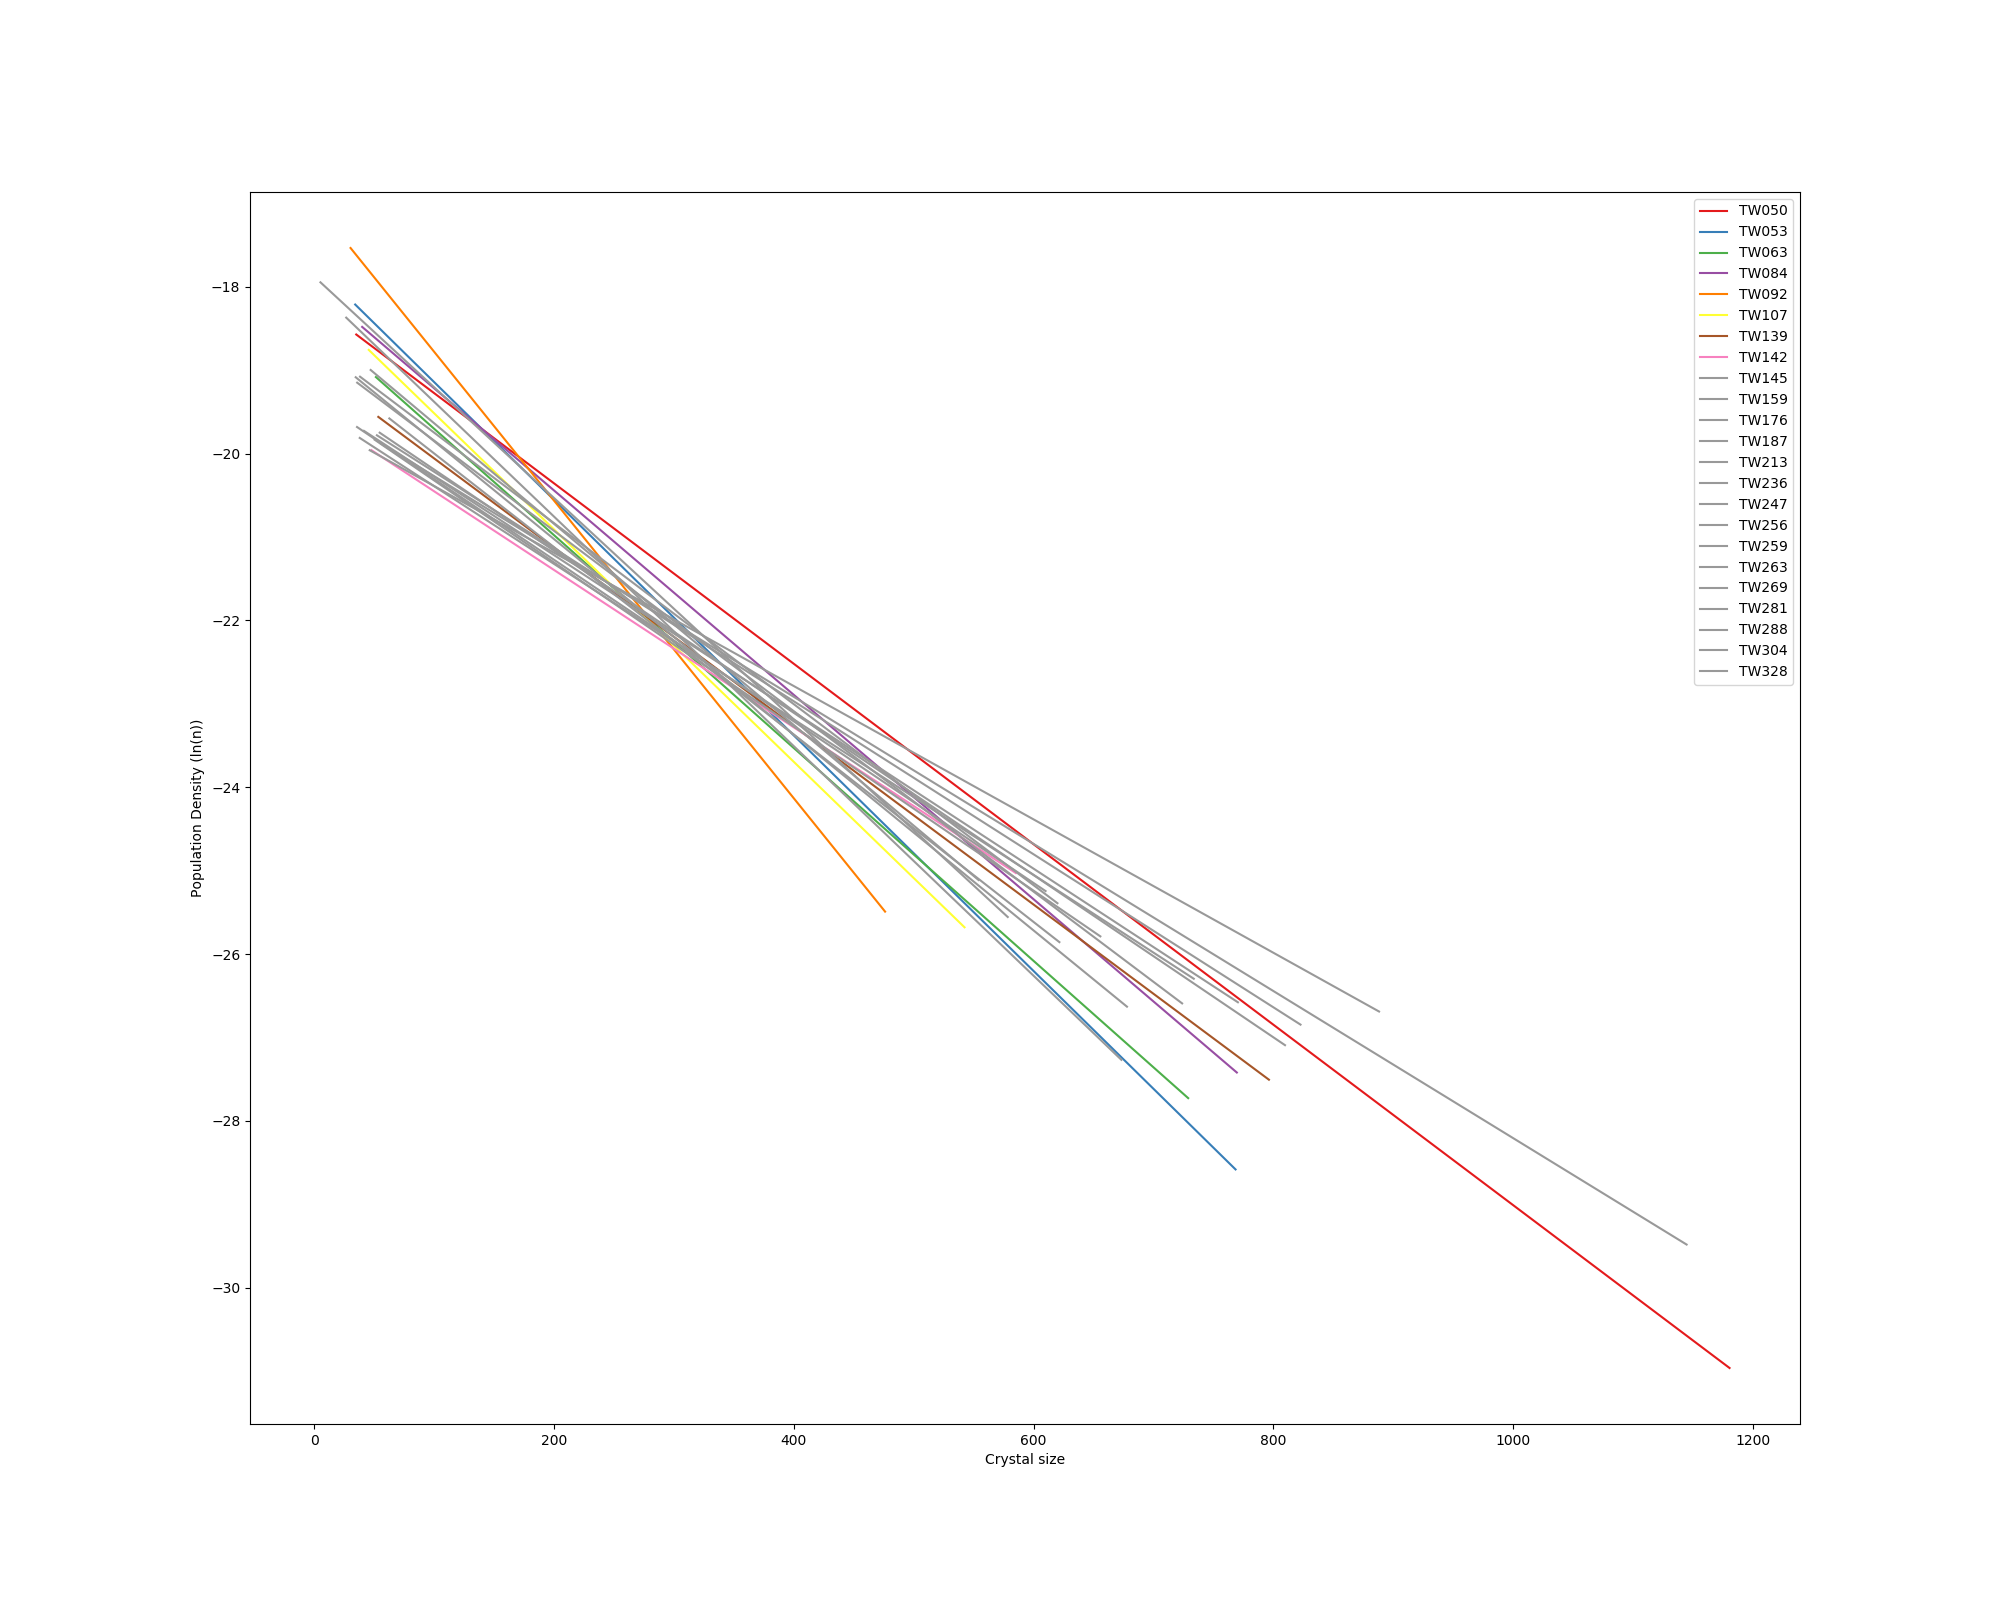 TW050
TW053
TW063
TW084
TW092
TW107
TW139
TW142
TW145
TW159
TW176
TW187
TW213
TW236
TW247
TW256
TW259
TW263
TW269
TW281
TW288
TW304
TW328
−18
−20
−22
−24
−26
−28
−30
Population Density (ln(n))
0 200 400 600 800 1000 1200
Crystal size